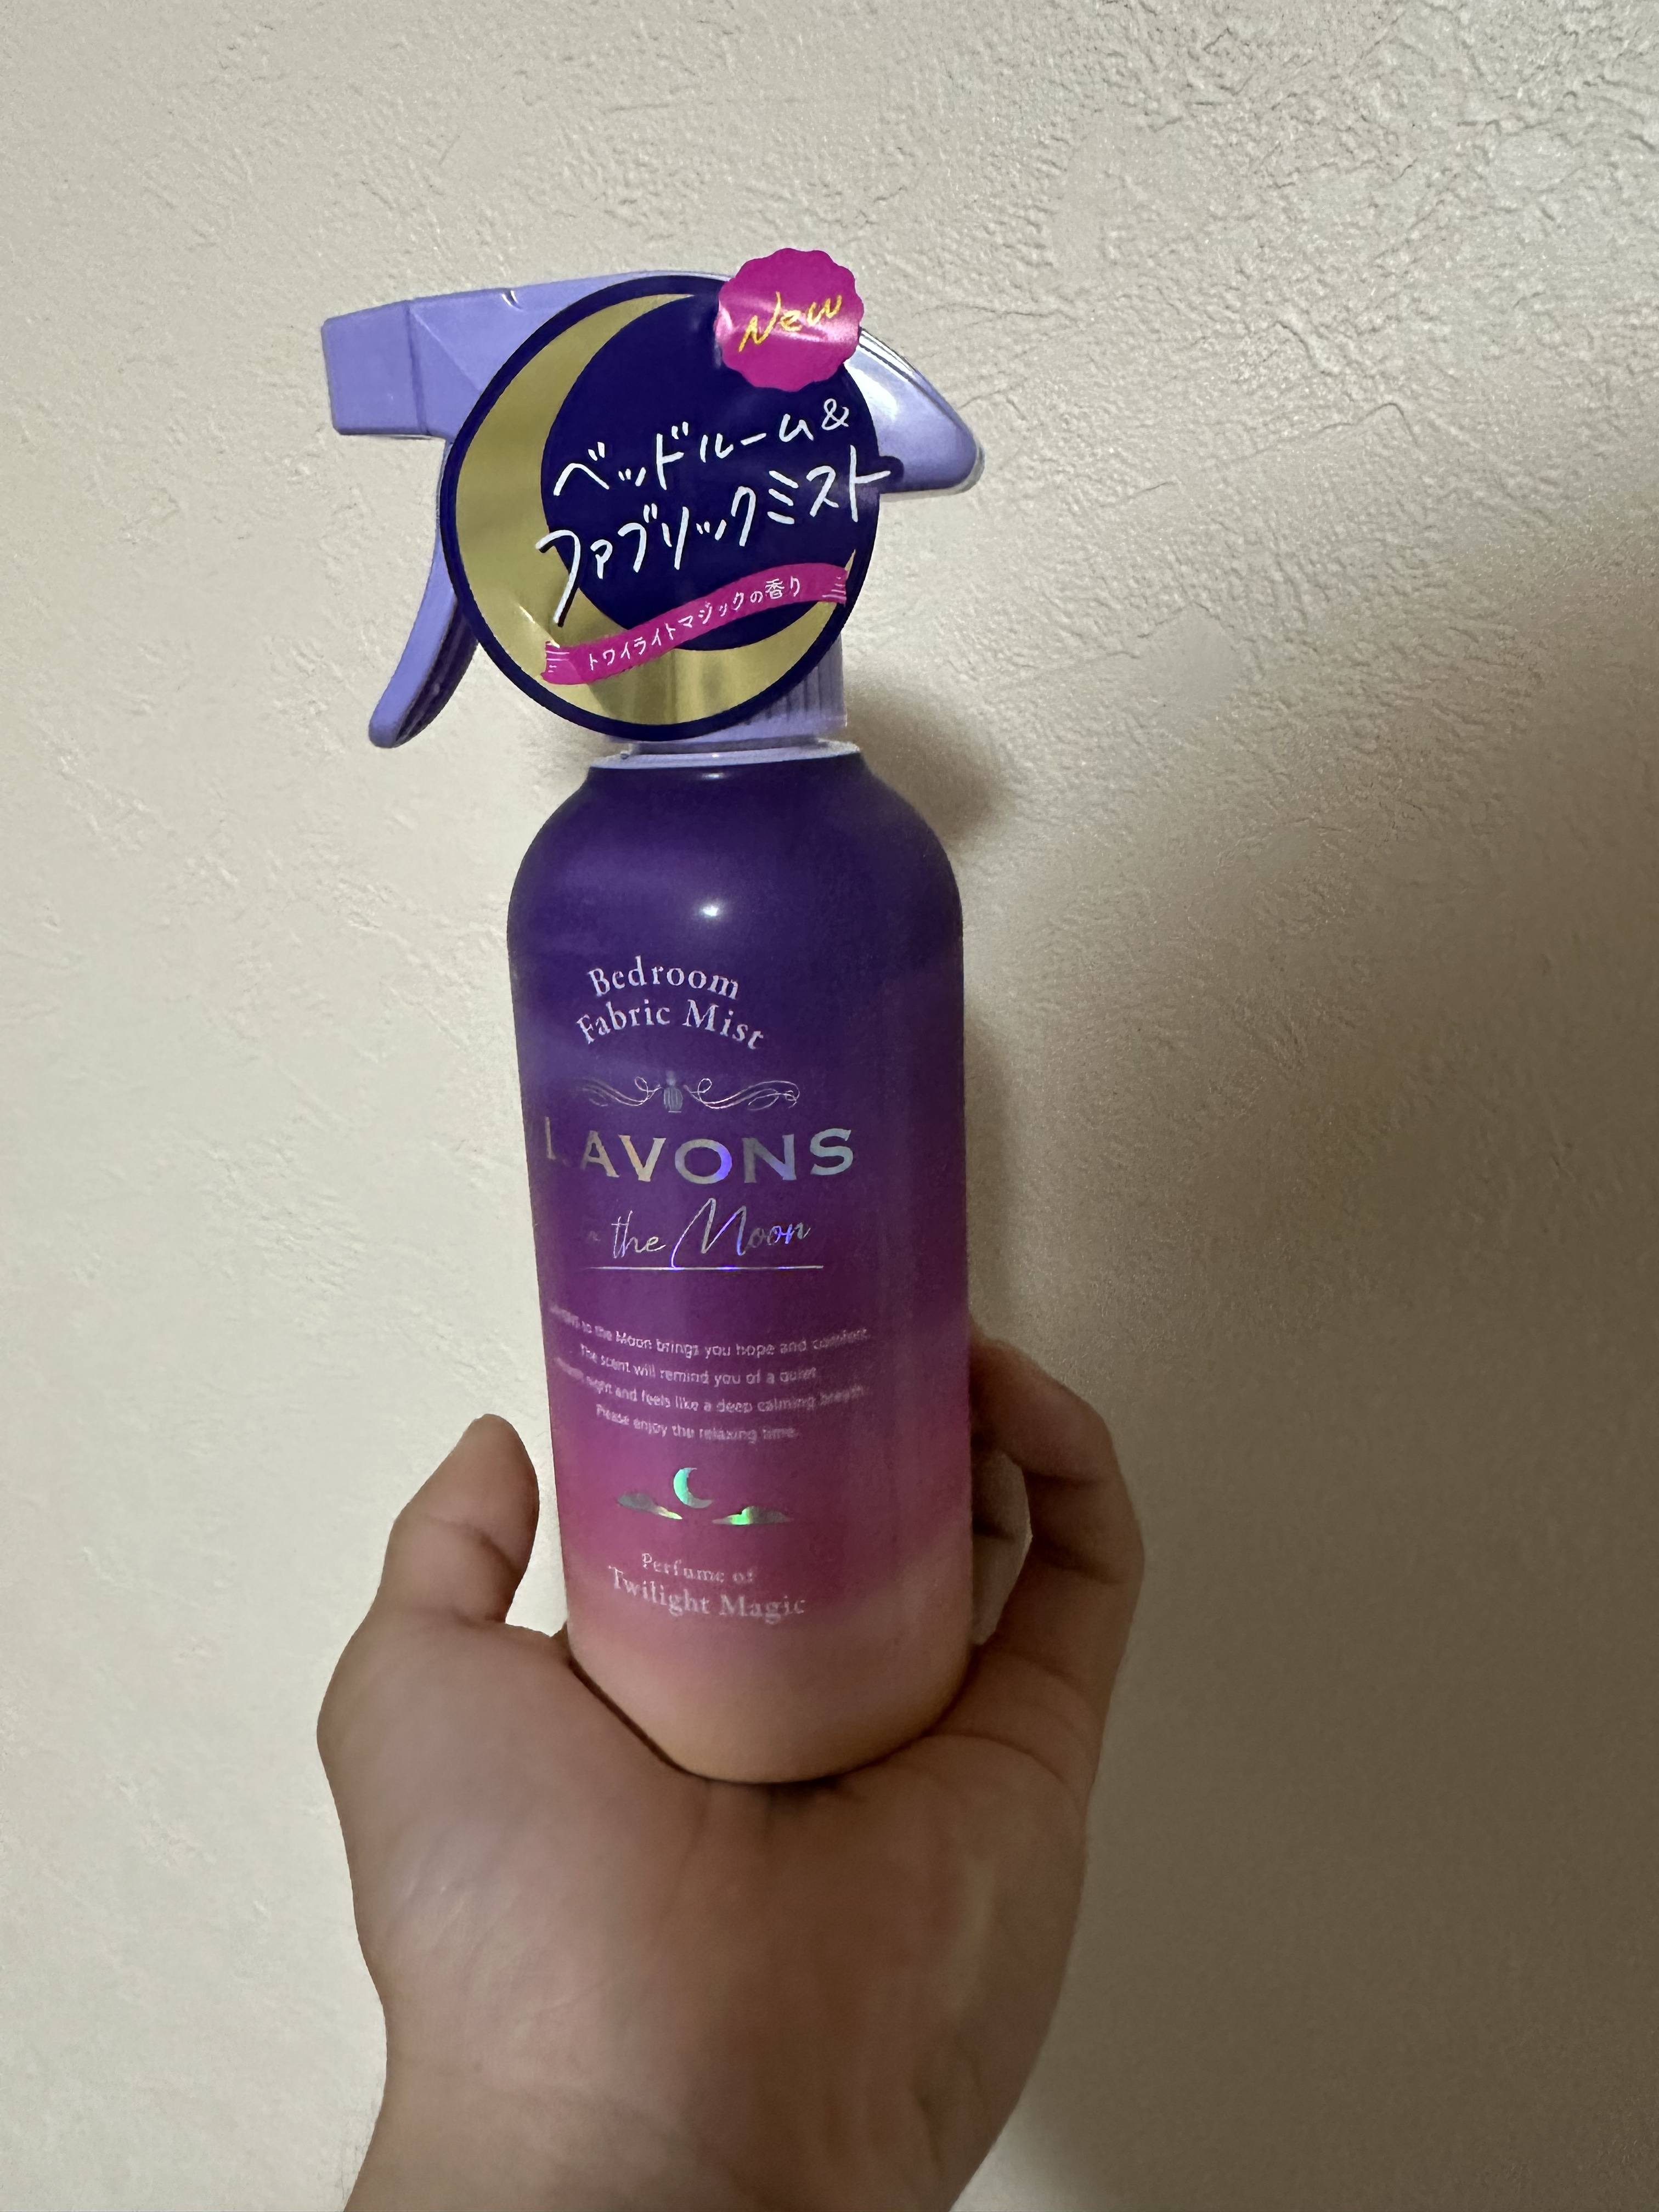 New
ベッドルーム&
ファブリックミスト
トワイライトマジックの香り
Bedroom
Fabric Mist
LAVONS
the Moon
to the Moon brings you hope and comfort.
The scent will remind you of a quiet
night and feels like a deep calming breath.
Please enjoy the relaxing time.
Perfume of
Twilight Magic